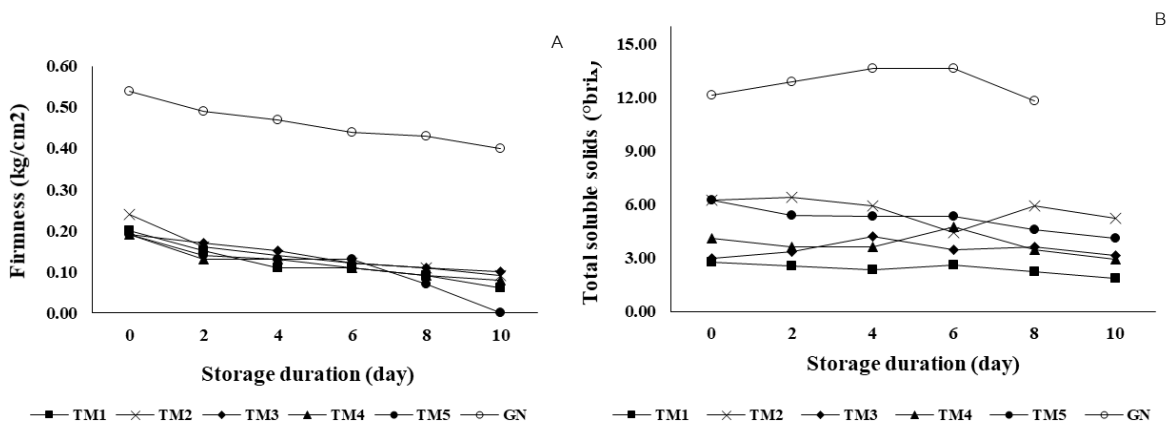 A
0.60
0.50
0.40
0.30
0.20
0.10
0.00
Firmness (kg/cm2)
0 2 4 6 8 10
Storage duration (day)
TM1 TM2 TM3 TM4 TM5 GN
B
15.00
12.00
9.00
6.00
3.00
0.00
Total soluble solids
0 2 4 6 8 10
Storage duration (day)
TM1 TM2 TM3 TM4 TM5 GN